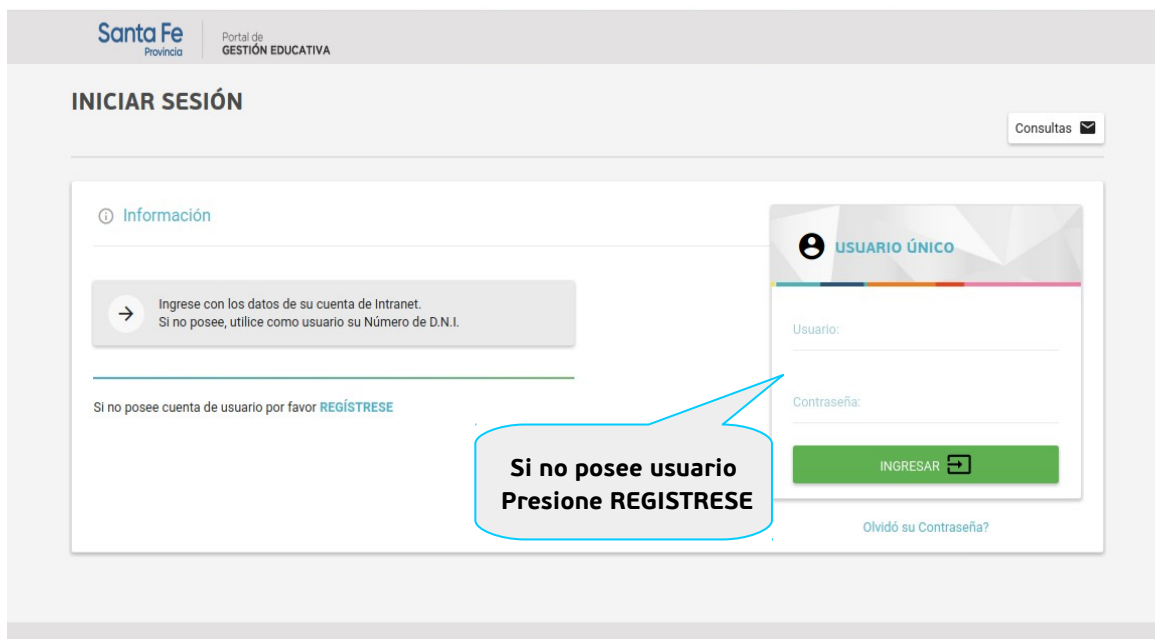 Santa Fe
Provincia
Portal de
GESTIÓN EDUCATIVA
INICIAR SESIÓN
Consultas
Información
Ingrese con los datos de su cuenta de Intranet.
Si no posee, utilice como usuario su Número de D.N.I.
Si no posee cuenta de usuario por favor REGÍSTRESE
Si no posee usuario
Presione REGISTRESE
USUARIO ÚNICO
Usuario:
Contraseña:
INGRESAR
Olvidó su Contraseña?